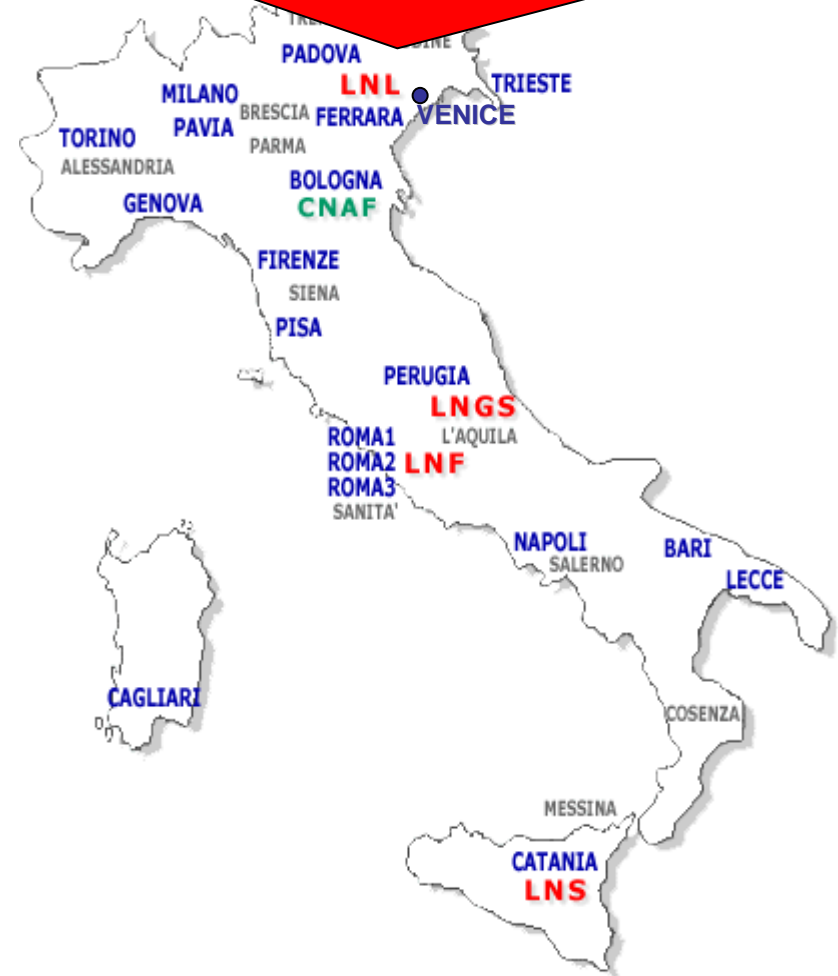 PADOVA
LNL
TRIESTE
MILANO
BRESCIA
FERRARA
VENICE
PAVIA
TORINO
PARMA
ALESSANDRIA
BOLOGNA
GENOVA
CNAF
FIRENZE
SIENA
PISA
PERUGIA
LNGS
ROMA1
L'AQUILA
ROMA2
LNF
ROMA3
SANITA'
NAPOLI
BARI
SALERNO
LECCE
CAGLIARI
COSENZA
MESSINA
CATANIA
LNS